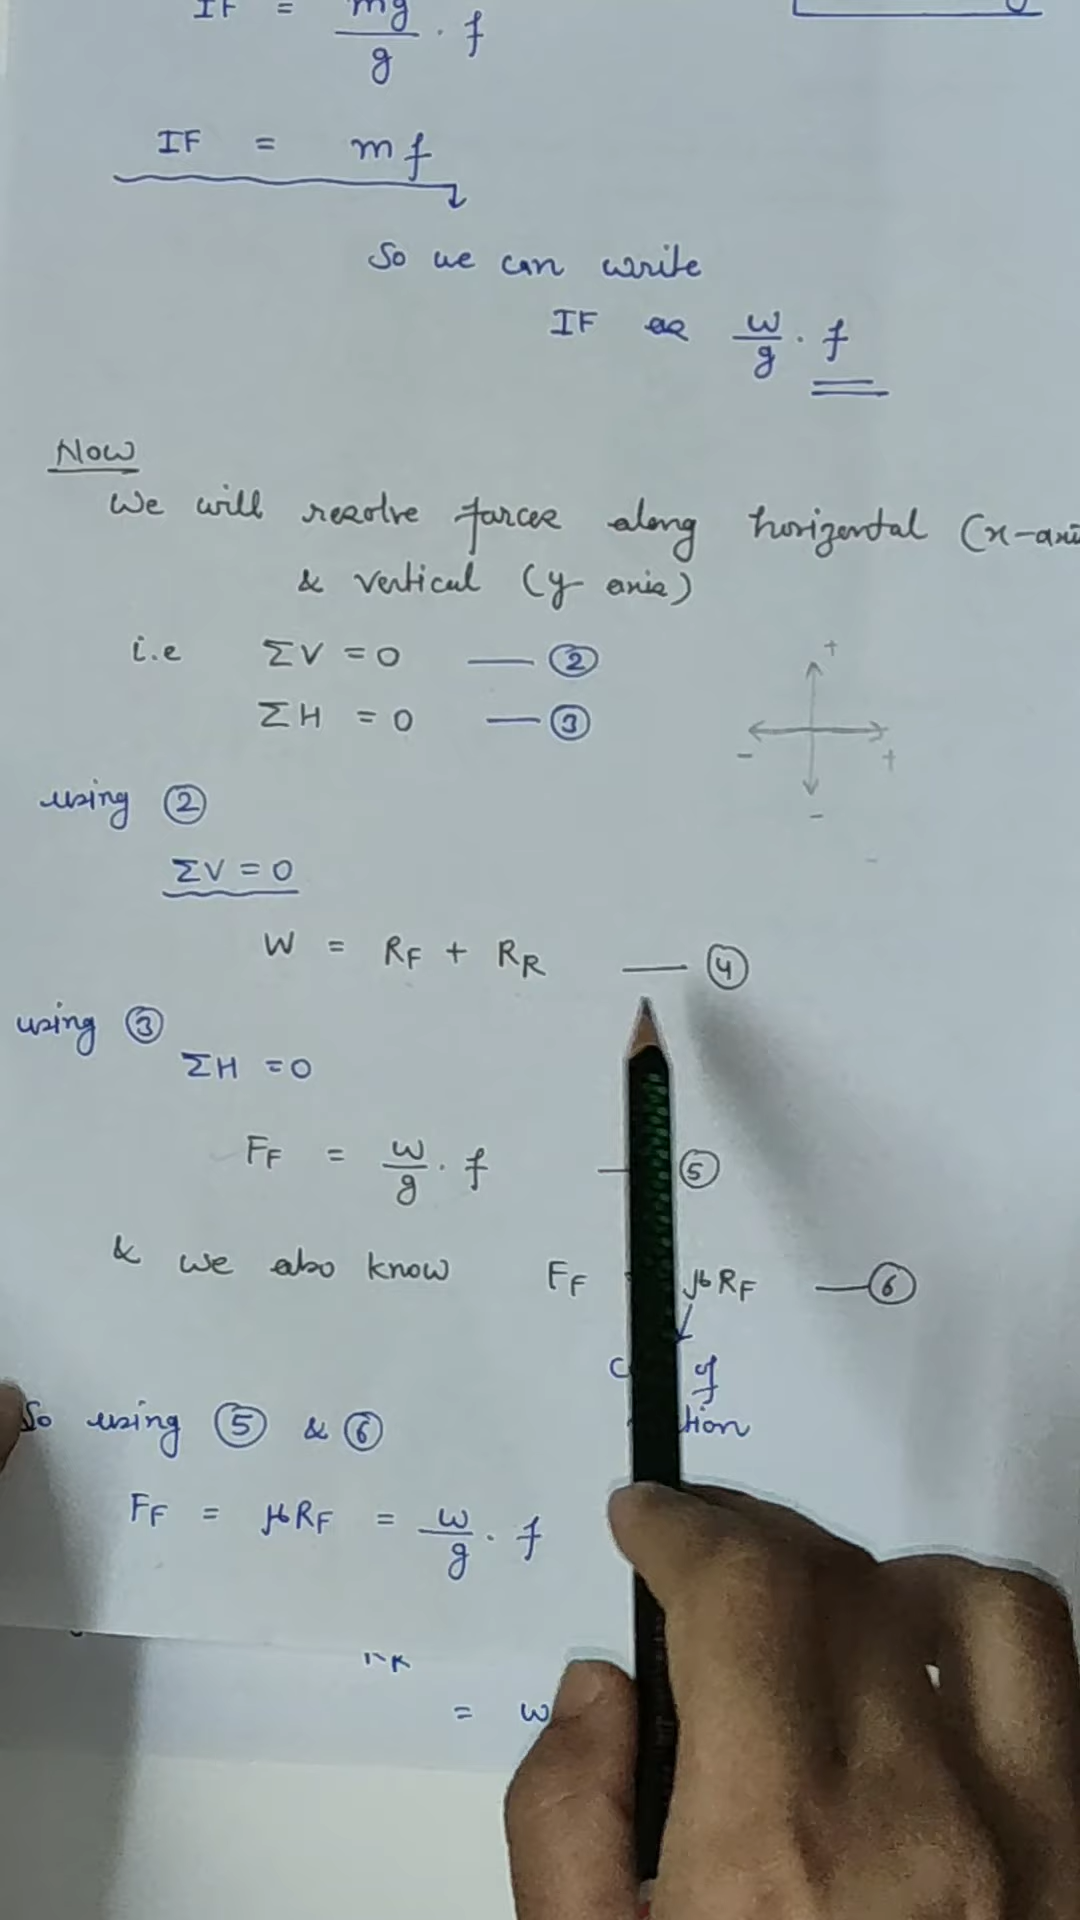 IF = mg/g · f
IF = mf
So we can write
IF as w/g · f
Now
We will resolve forces along horizontal (x-axi
& vertical (y axis)
i.e ΣV = 0 — ②
ΣH = 0 — ③
+
- +
-
-
using ②
ΣV = 0
W = RF + RR — ④
using ③
ΣH = 0
FF = w/g · f — ⑤
& we also know FF μRF — ⑥
of
tion
So using ⑤ & ⑥
FF = μRF = w/g · f
= w